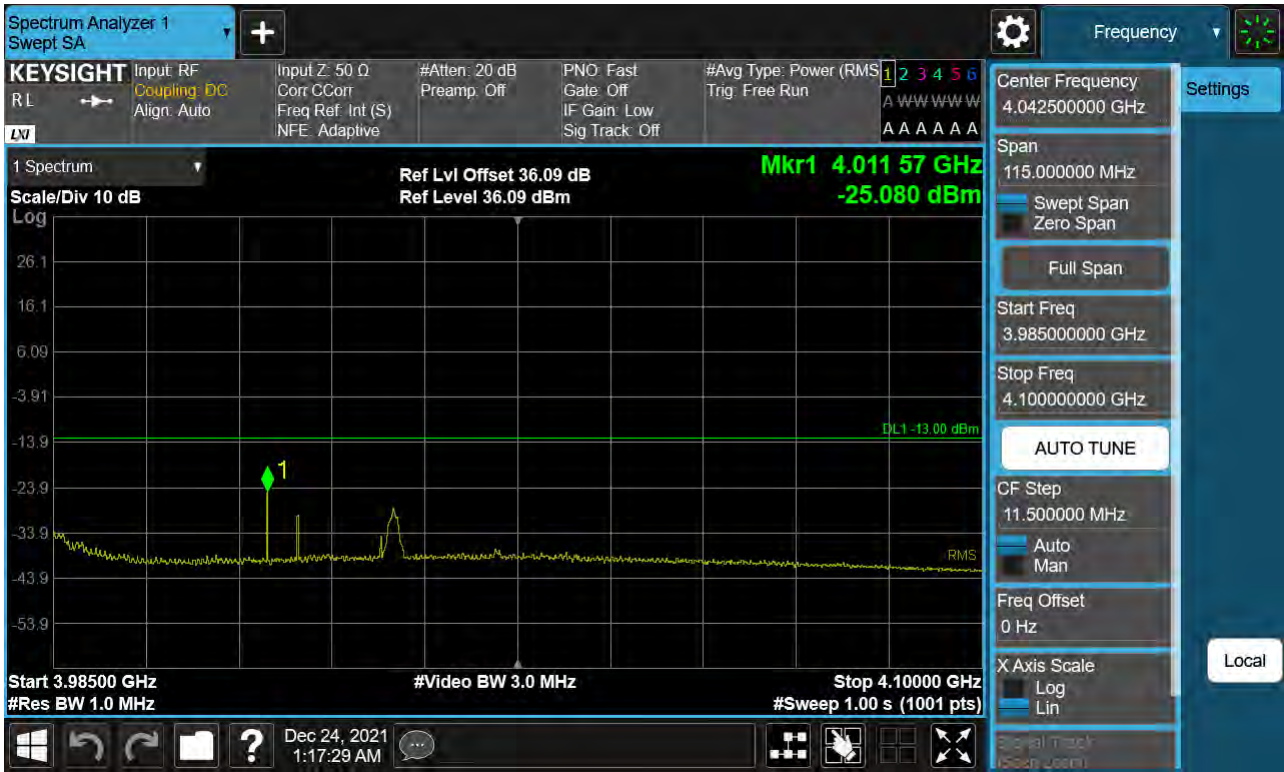 Spectrum Analyzer 1
Swept SA
+
Frequency
KEYSIGHT
RL
LXI
Input: RF
Coupling: DC
Align: Auto
Input Z: 50 Ω
Corr CCorr
Freq Ref: Int (S)
NFE: Adaptive
#Atten: 20 dB
Preamp: Off
PNO: Fast
Gate: Off
IF Gain: Low
Sig Track: Off
#Avg Type: Power (RMS
Trig: Free Run
1 2 3 4 5 6
A W W W W W
A A A A A A
Center Frequency
4.042500000 GHz
Settings
1 Spectrum
Scale/Div 10 dB
Log
Ref Lvl Offset 36.09 dB
Ref Level 36.09 dBm
Mkr1 4.011 57 GHz
-25.080 dBm
26.1
16.1
6.09
-3.91
-13.9
-23.9
-33.9
-43.9
-53.9
DL1 -13.00 dBm
1
RMS
Start 3.98500 GHz
#Res BW 1.0 MHz
#Video BW 3.0 MHz
Stop 4.10000 GHz
#Sweep 1.00 s (1001 pts)
Span
115.000000 MHz
Swept Span
Zero Span
Full Span
Start Freq
3.985000000 GHz
Stop Freq
4.100000000 GHz
AUTO TUNE
CF Step
11.500000 MHz
Auto
Man
Freq Offset
0 Hz
X Axis Scale
Log
Lin
Signal Track
(Span Zoom)
Local
?
Dec 24, 2021
1:17:29 AM